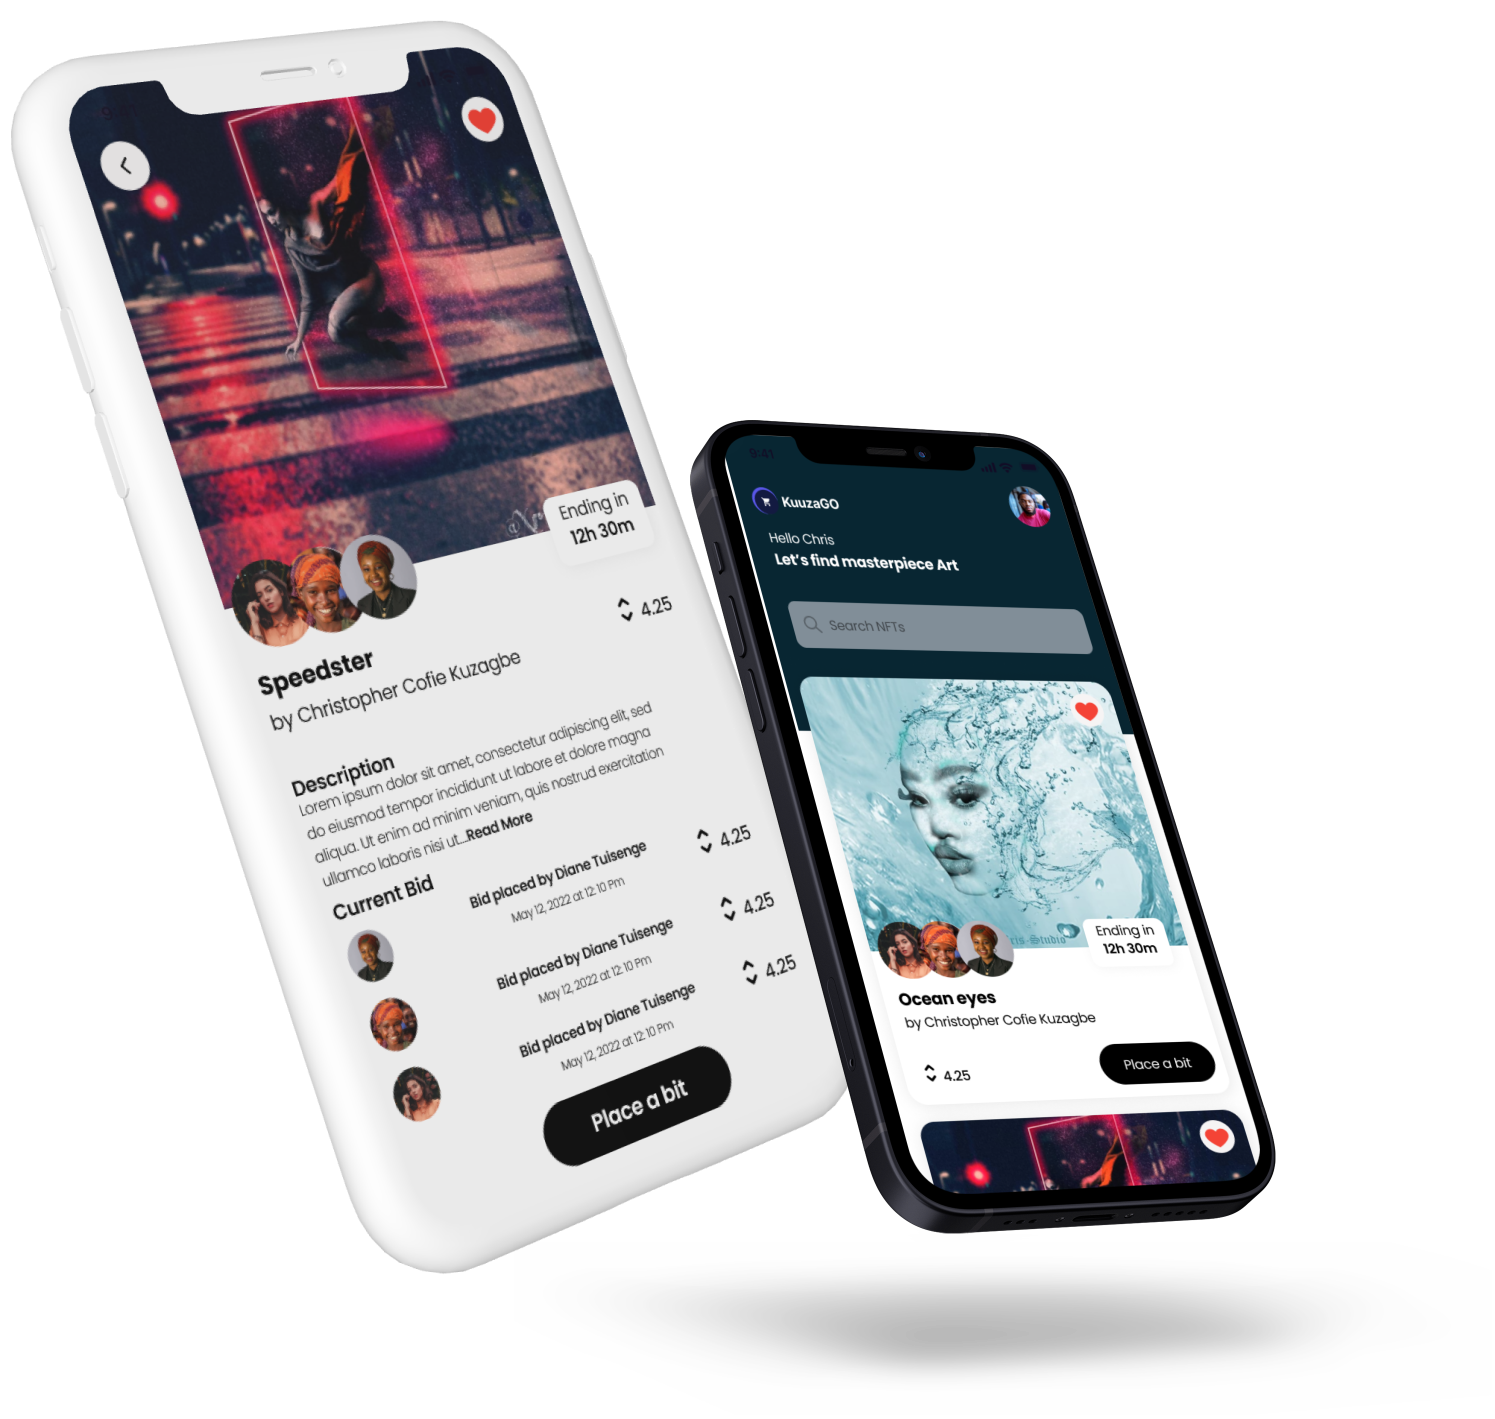 Ending in
12h 30m
4.25
Speedster
by Christopher Cofie Kuzagbe
Description
Lorem ipsum dolor sit amet, consectetur adipiscing elit, sed
do eiusmod tempor incididunt ut labore et dolore magna
aliqua. Ut enim ad minim veniam, quis nostrud exercitation
ullamco laboris nisi ut...Read More
Current Bid
Bid placed by Diane Tuisenge
May 12, 2022 at 12:10 Pm
4.25
Bid placed by Diane Tuisenge
May 12, 2022 at 12:10 Pm
4.25
Bid placed by Diane Tuisenge
May 12, 2022 at 12:10 Pm
4.25
Place a bit
9:41
KuuzaGO
Hello Chris
Let's find masterpiece Art
Search NFTs
Ending in
12h 30m
Ocean eyes
by Christopher Cofie Kuzagbe
4.25
Place a bit